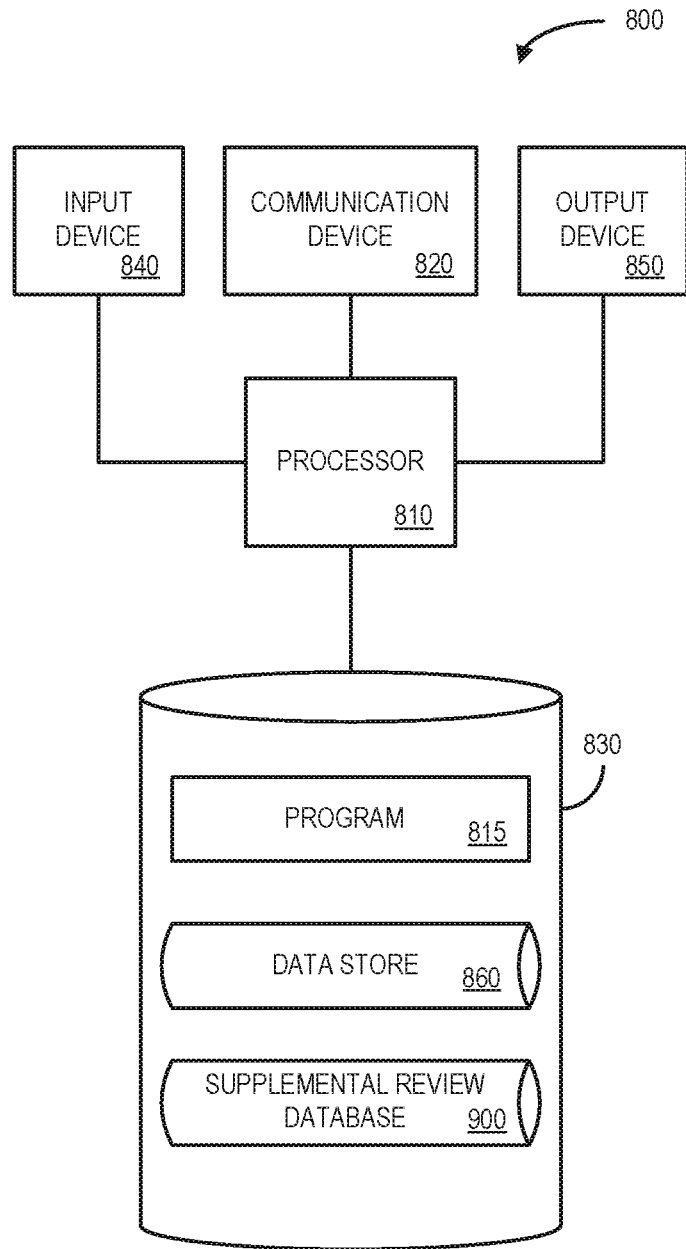 800
INPUT
DEVICE
840
COMMUNICATION
DEVICE
820
OUTPUT
DEVICE
850
PROCESSOR
810
830
PROGRAM
815
DATA STORE
860
SUPPLEMENTAL REVIEW
DATABASE
900